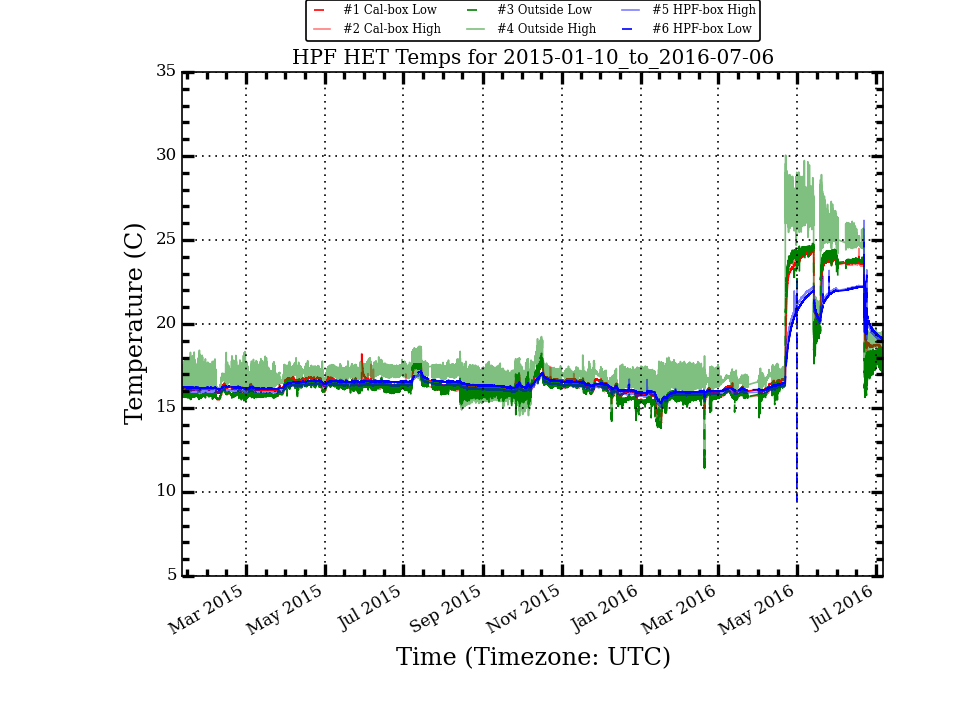 #1 Cal-box Low #3 Outside Low #5 HPF-box High
#2 Cal-box High #4 Outside High #6 HPF-box Low
HPF HET Temps for 2015-01-10_to_2016-07-06
35
30
25
20
15
10
5
Temperature (C)
Mar 2015 May 2015 Jul 2015 Sep 2015 Nov 2015 Jan 2016 Mar 2016 May 2016 Jul 2016
Time (Timezone: UTC)